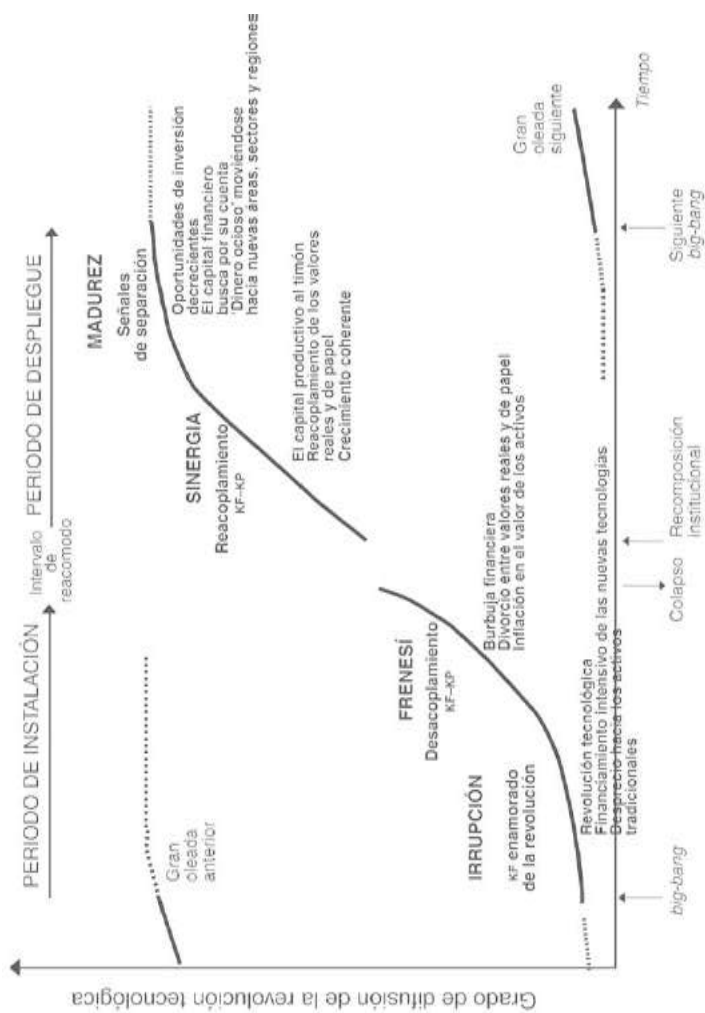 PERIODO DE INSTALACIÓN
Intervalo
de
reacomodo
PERIODO DE DESPLIEGUE
Gran
oleada
anterior
MADUREZ
Señales
de separación
Oportunidades de inversión
decrecientes
El capital financiero
busca por su cuenta
'Dinero ocioso' moviéndose
hacia nuevas áreas, sectores y regiones
SINERGIA
Reacoplamiento
KF–KP
El capital productivo al timón
Reacoplamiento de los valores
reales y de papel
Crecimiento coherente
FRENESÍ
Desacoplamiento
KF–KP
Burbuja financiera
Divorcio entre valores reales y de papel
Inflación en el valor de los activos
IRRUPCIÓN
KF enamorado
de la revolución
Revolución tecnológica
Financiamiento intensivo de las nuevas tecnologías
Desprecio hacia los activos
tradicionales
Gran
oleada
siguiente
Tiempo
big-bang
Colapso
Recomposición
institucional
Siguiente
big-bang
Grado de difusión de la revolución tecnológica